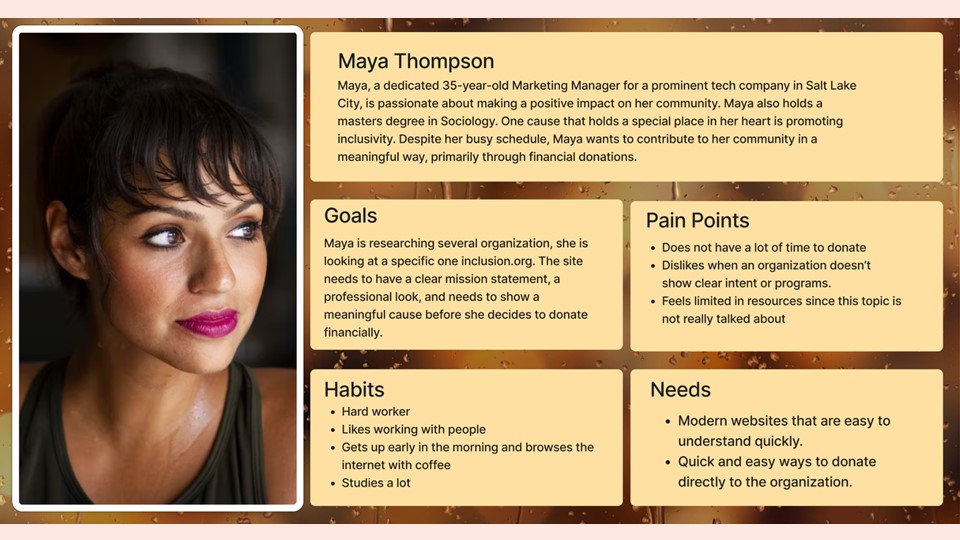 Maya Thompson
Maya, a dedicated 35-year-old Marketing Manager for a prominent tech company in Salt Lake
City, is passionate about making a positive impact on her community. Maya also holds a
masters degree in Sociology. One cause that holds a special place in her heart is promoting
inclusivity. Despite her busy schedule, Maya wants to contribute to her community in a
meaningful way, primarily through financial donations.
Goals
Maya is researching several organization, she is
looking at a specific one inclusion.org. The site
needs to have a clear mission statement, a
professional look, and needs to show a
meaningful cause before she decides to donate
financially.
Pain Points
• Does not have a lot of time to donate
• Dislikes when an organization doesn't
show clear intent or programs.
• Feels limited in resources since this topic is
not really talked about
Habits
• Hard worker
• Likes working with people
• Gets up early in the morning and browses the
internet with coffee
• Studies a lot
Needs
• Modern websites that are easy to
understand quickly.
• Quick and easy ways to donate
directly to the organization.